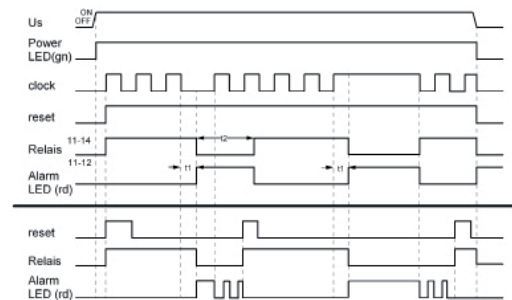 Us ON
OFF
Power
LED(gn)
clock
reset
Relais 11-14
11-12
t2
Alarm
LED (rd)
t1
t1
reset
Relais
Alarm
LED (rd)